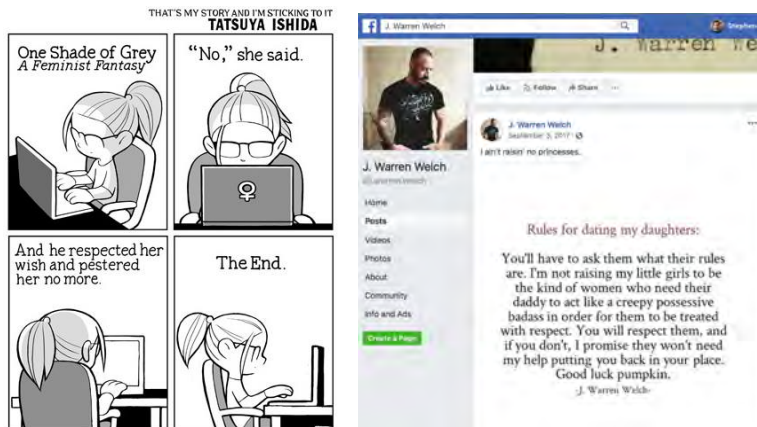 THAT'S MY STORY AND I'M STICKING TO IT
TATSUYA ISHIDA
One Shade of Grey
A Feminist Fantasy
"No," she said.
And he respected her
wish and pestered
her no more.
The End.
J. Warren Welch
Stephen
J. Warren We
Like
Follow
Share
J. Warren Welch
Home
Posts
Videos
Photos
About
Community
Info and Ads
Create a Page
J. Warren Welch
September 3, 2017
I ain't raisin' no princesses.
Rules for dating my daughters:
You'll have to ask them what their rules
are. I'm not raising my little girls to be
the kind of women who need their
daddy to act like a creepy possessive
badass in order for them to be treated
with respect. You will respect them, and
if you don't, I promise they won't need
my help putting you back in your place.
Good luck pumpkin.
-J. Warren Welch-